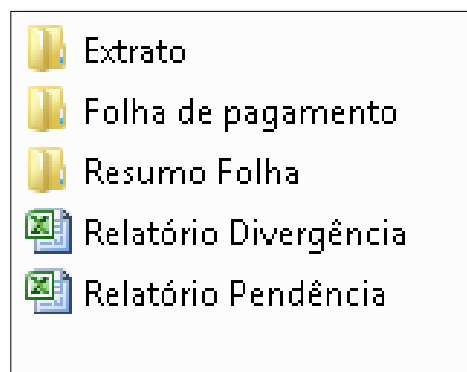 Extrato
Folha de pagamento
Resumo Folha
Relatório Divergência
Relatório Pendência